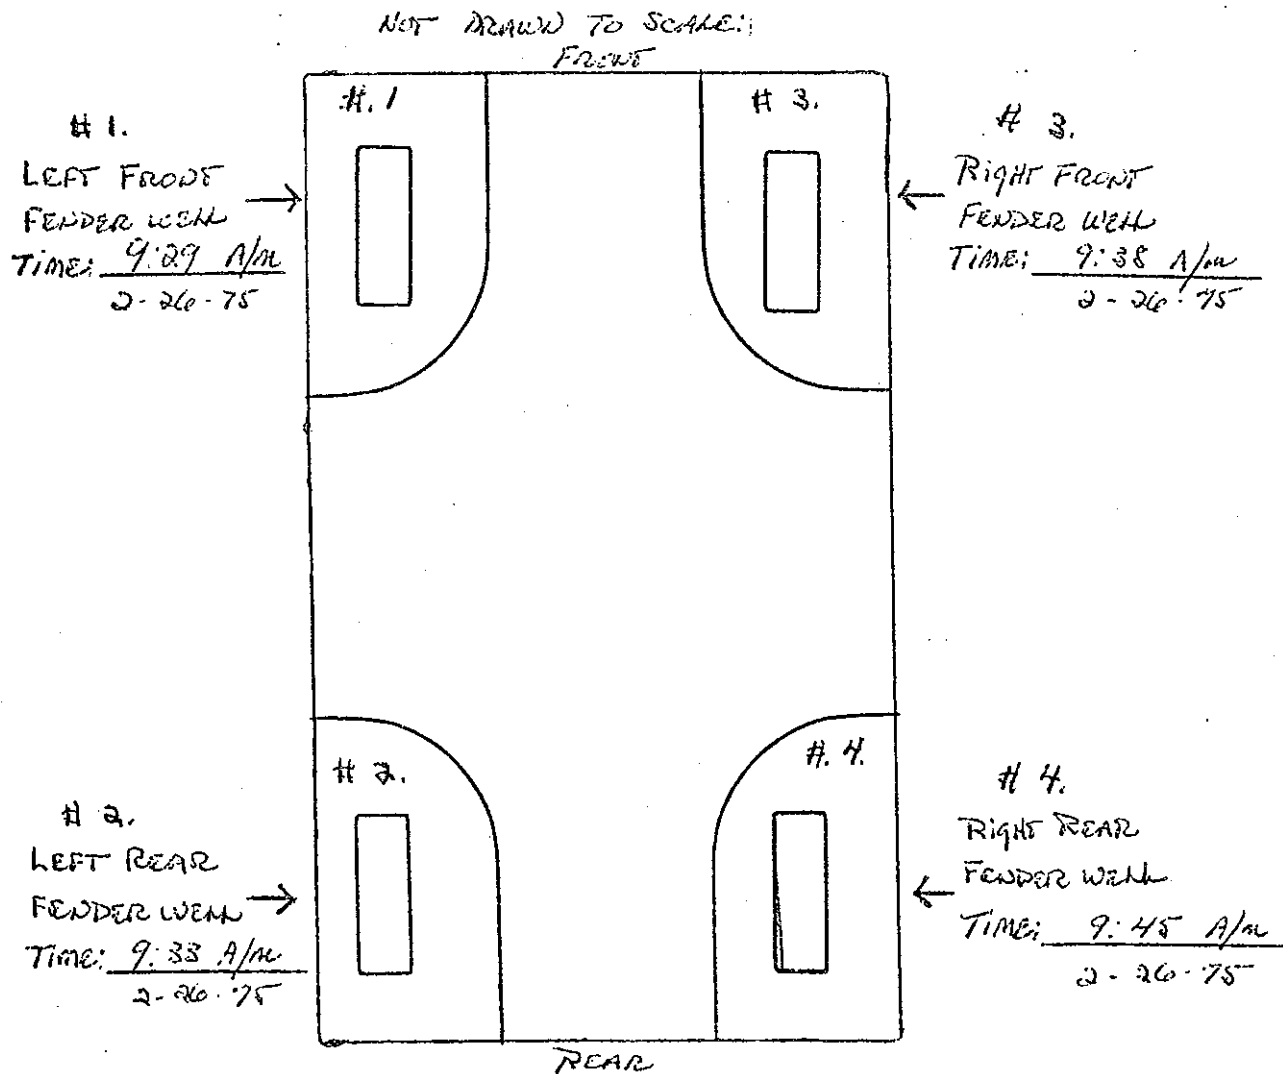 NOT DRAWN TO SCALE:
FRONT
#.1
# 3.
# 1.
LEFT FRONT
FENDER WELL
TIME: 9:29 A/M
2-26-75
# 3.
RIGHT FRONT
FENDER WELL
TIME: 9:38 A/M
2-26-75
# 2.
#. 4.
# 2.
LEFT REAR
FENDER WELL
TIME: 9:33 A/M
2-26-75
# 4.
RIGHT REAR
FENDER WELL
TIME: 9:45 A/M
2-26-75
REAR